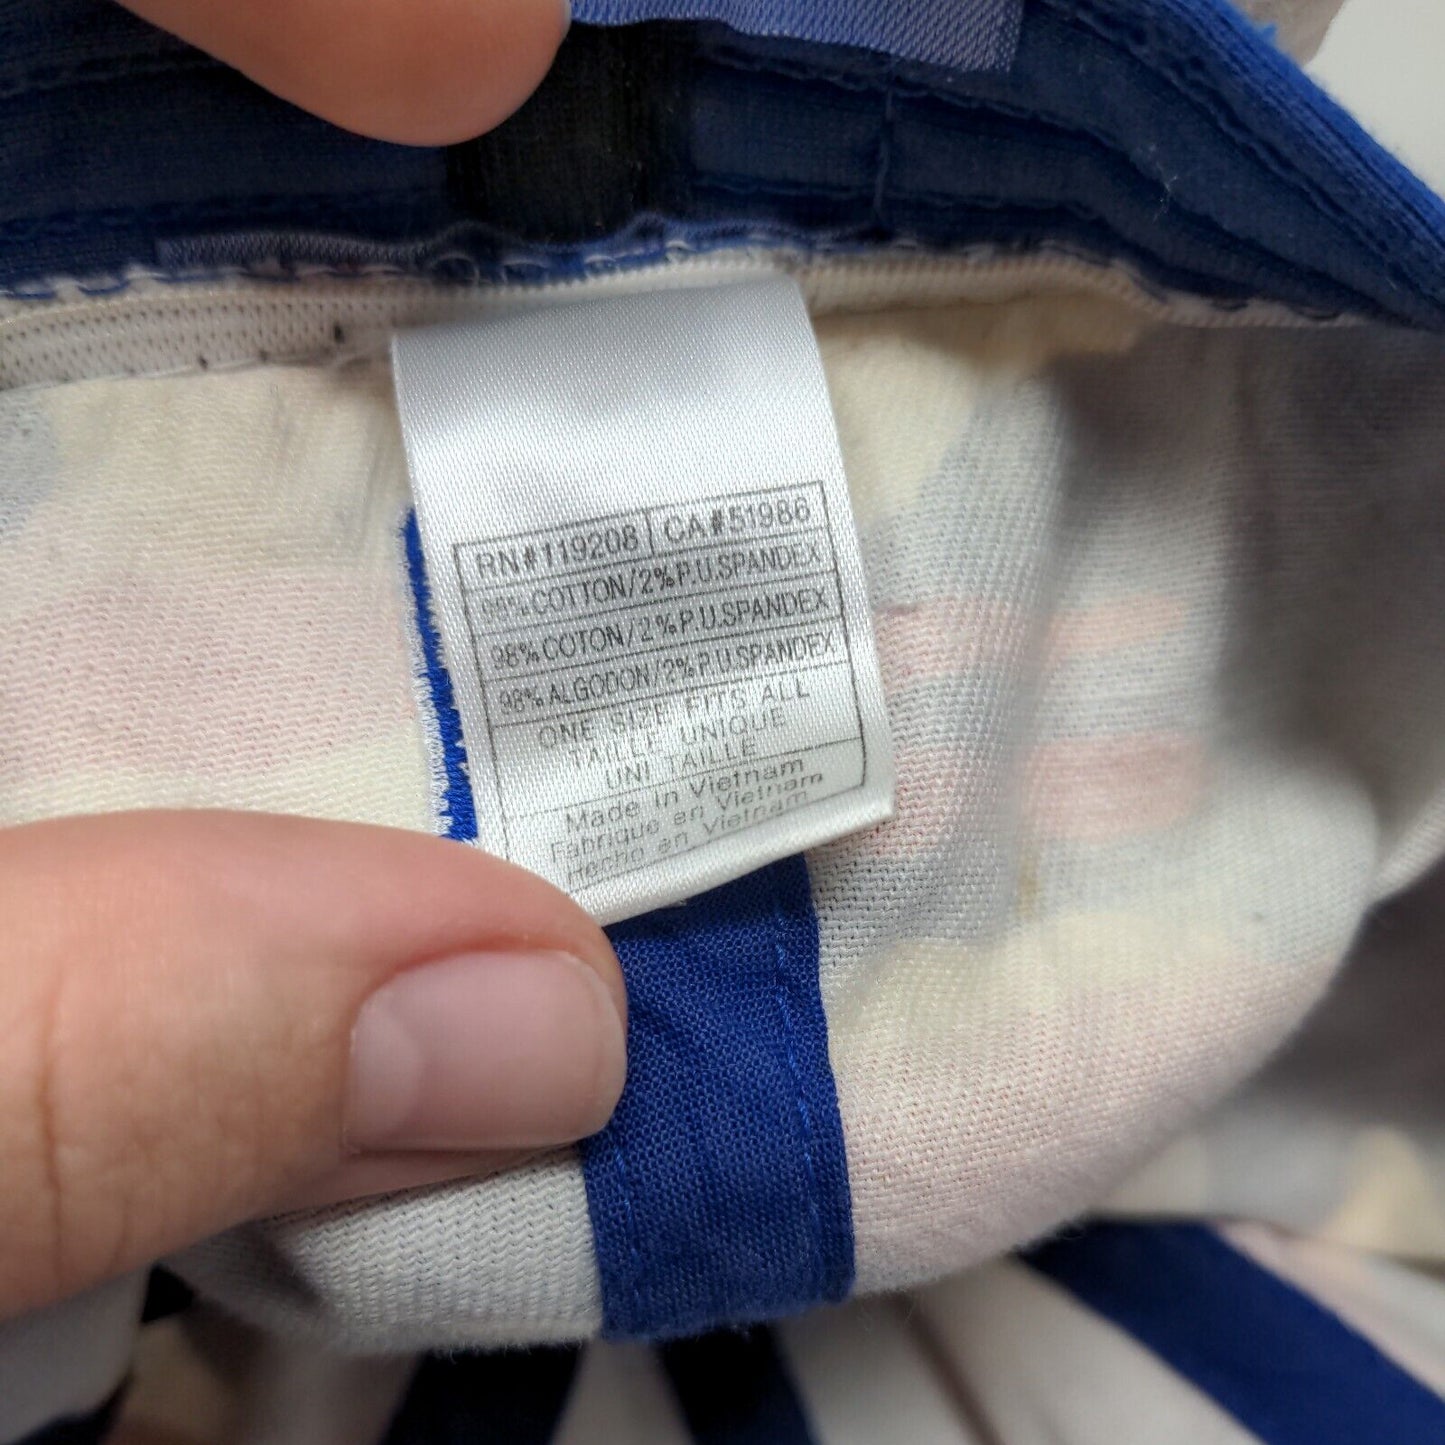 RN#119208 CA#51986
98% COTTON/2% P.U.SPANDEX
98% COTON/2% P.U.SPANDEX
98% ALGODON/2% P.U.SPANDEX
ONE SIZE FITS ALL
TAILLE UNIQUE
UNI TAILLE
Made in Vietnam
Fabrique en Vietnam
Hecho en Vietnam